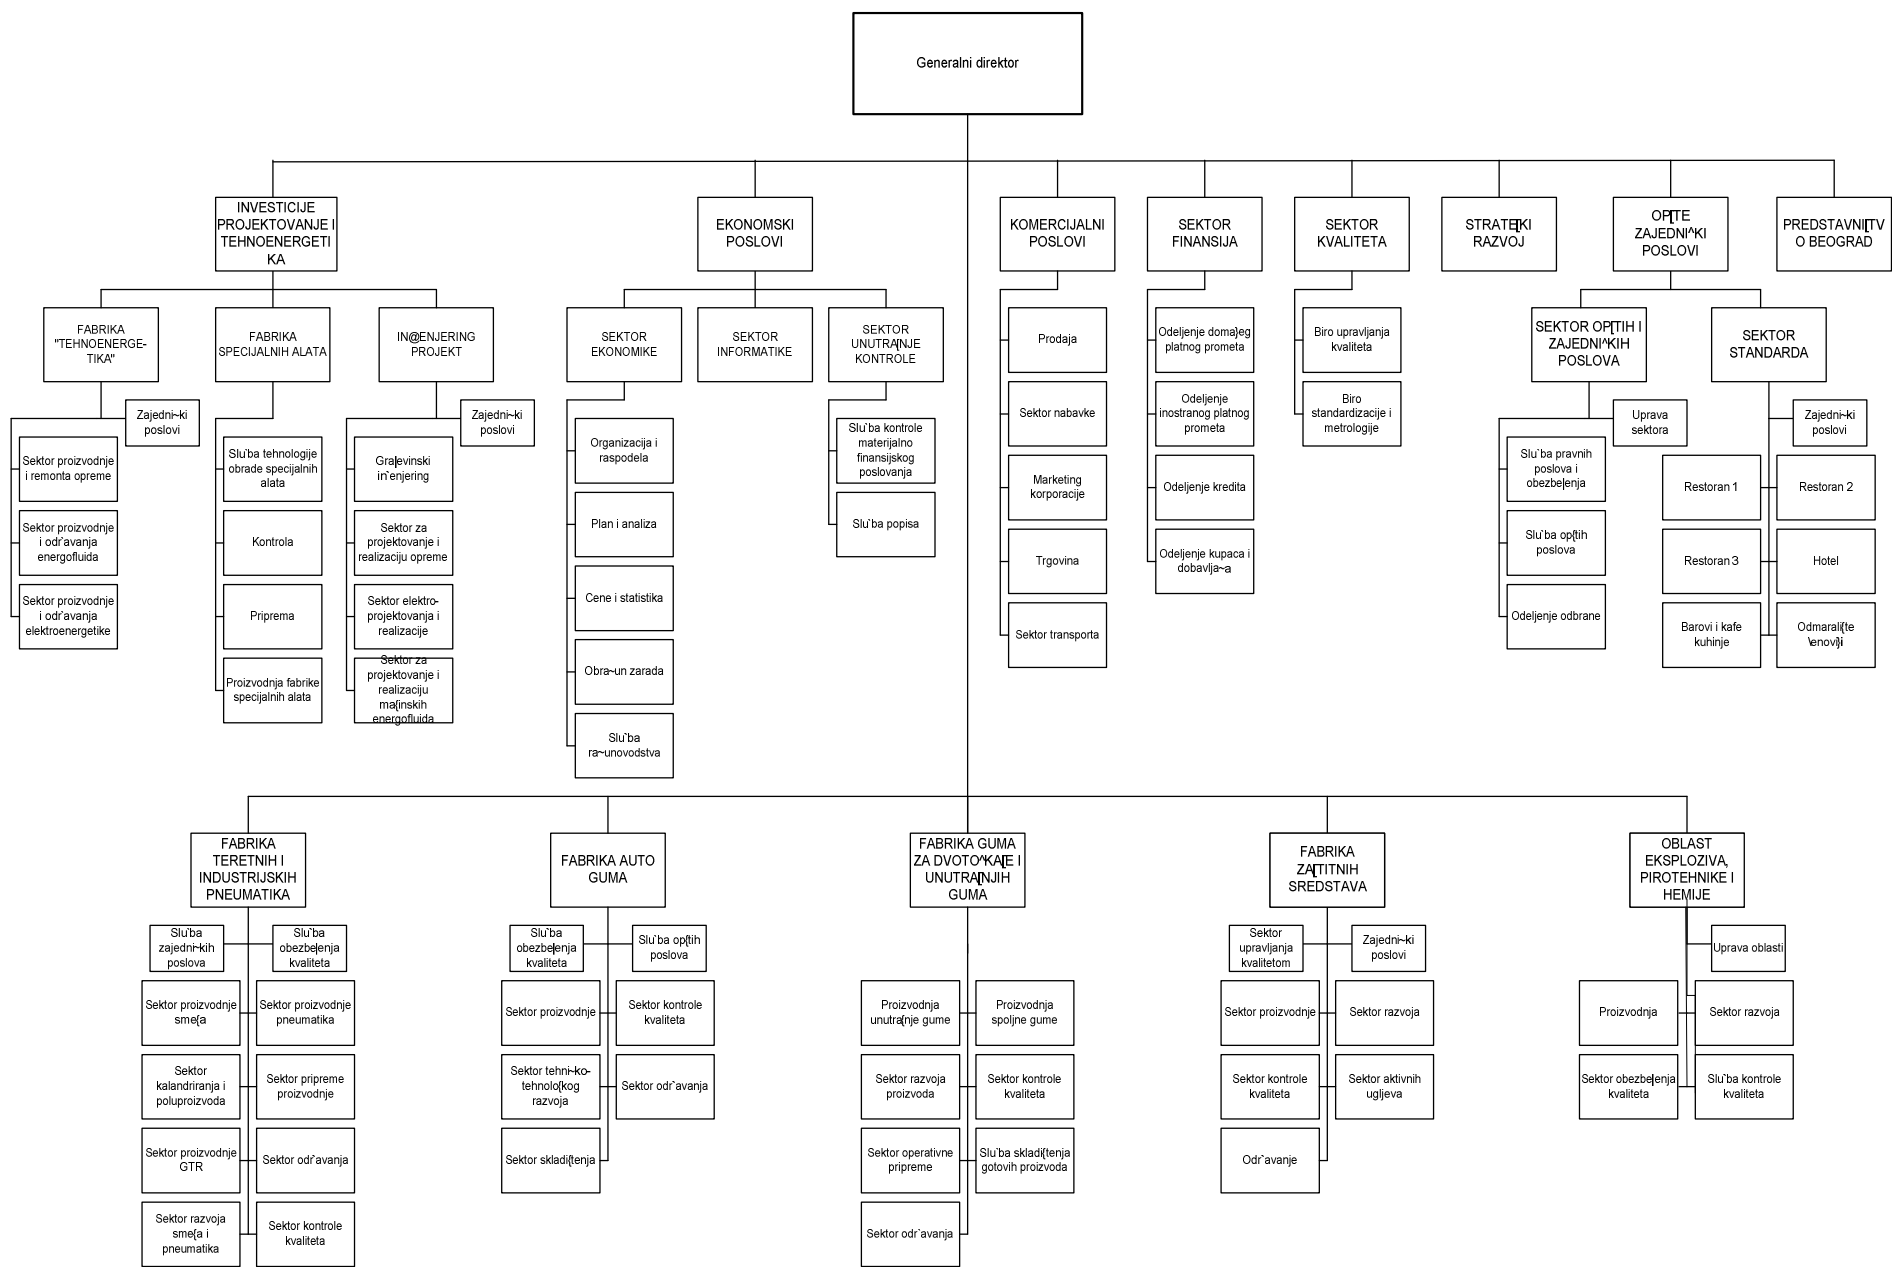 Generalni direktor
INVESTICIJE
PROJEKTOVANJE I
TEHNOENERGETI
KA
EKONOMSKI
POSLOVI
KOMERCIJALNI
POSLOVI
SEKTOR
FINANSIJA
SEKTOR
KVALITETA
STRATE[KI
RAZVOJ
OP[TE
ZAJEDNI^KI
POSLOVI
PREDSTAVNI[TV
O BEOGRAD
FABRIKA
"TEHNOENERGE-
TIKA"
FABRIKA
SPECIJALNIH ALATA
IN@ENJERING
PROJEKT
SEKTOR
EKONOMIKE
SEKTOR
INFORMATIKE
SEKTOR
UNUTRA[NJE
KONTROLE
Prodaja
Odeljenje doma}eg
platnog prometa
Biro upravljanja
kvaliteta
SEKTOR OP[TIH I
ZAJEDNI^KIH
POSLOVA
SEKTOR
STANDARDA
Zajedni~ki
poslovi
Zajedni~ki
poslovi
Sektor nabavke
Odeljenje
inostranog platnog
prometa
Biro
standardizacije i
metrologije
Uprava
sektora
Zajedni~ki
poslovi
Sektor proizvodnje
i remonta opreme
Slu`ba tehnologije
obrade specijalnih
alata
Gra|evinski
in`enjering
Organizacija i
raspodela
Slu`ba kontrole
materijalno
finansijskog
poslovanja
Marketing
korporacije
Odeljenje kredita
Slu`ba pravnih
poslova i
obezbe|enja
Restoran 1
Restoran 2
Sektor proizvodnje
i odr`avanja
energofluida
Kontrola
Sektor za
projektovanje i
realizaciju opreme
Plan i analiza
Slu`ba popisa
Trgovina
Odeljenje kupaca i
dobavlja~a
Slu`ba op{tih
poslova
Restoran 3
Hotel
Sektor proizvodnje
i odr`avanja
elektroenergetike
Priprema
Sektor elektro-
projektovanja i
realizacije
Cene i statistika
Sektor transporta
Odeljenje odbrane
Barovi i kafe
kuhinje
Odmarali{te
\enovi}i
Proizvodnja fabrike
specijalnih alata
Sektor za
projektovanje i
realizaciju
ma{inskih
energofluida
Obra~un zarada
Slu`ba
ra~unovodstva
FABRIKA
TERETNIH I
INDUSTRIJSKIH
PNEUMATIKA
FABRIKA AUTO
GUMA
FABRIKA GUMA
ZA DVOTO^KA[E I
UNUTRA[NJIH
GUMA
FABRIKA
ZA[TITNIH
SREDSTAVA
OBLAST
EKSPLOZIVA,
PIROTEHNIKE I
HEMIJE
Slu`ba
zajedni~kih
poslova
Slu`ba
obezbe|enja
kvaliteta
Slu`ba
obezbe|enja
kvaliteta
Slu`ba op{tih
poslova
Sektor
upravljanja
kvalitetom
Zajedni~ki
poslovi
Uprava oblasti
Sektor proizvodnje
sme{a
Sektor proizvodnje
pneumatika
Sektor proizvodnje
Sektor kontrole
kvaliteta
Proizvodnja
unutra{nje gume
Proizvodnja
spoljne gume
Sektor proizvodnje
Sektor razvoja
Proizvodnja
Sektor razvoja
Sektor
kalandriranja i
poluproizvoda
Sektor pripreme
proizvodnje
Sektor tehni~ko-
tehnolo{kog
razvoja
Sektor odr`avanja
Sektor razvoja
proizvoda
Sektor kontrole
kvaliteta
Sektor kontrole
kvaliteta
Sektor aktivnih
ugljeva
Sektor obezbe|enja
kvaliteta
Slu`ba kontrole
kvaliteta
Sektor proizvodnje
GTR
Sektor odr`avanja
Sektor skladi{tenja
Sektor operativne
pripreme
Slu`ba skladi{tenja
gotovih proizvoda
Odr`avanje
Sektor razvoja
sme{a i
pneumatika
Sektor kontrole
kvaliteta
Sektor odr`avanja